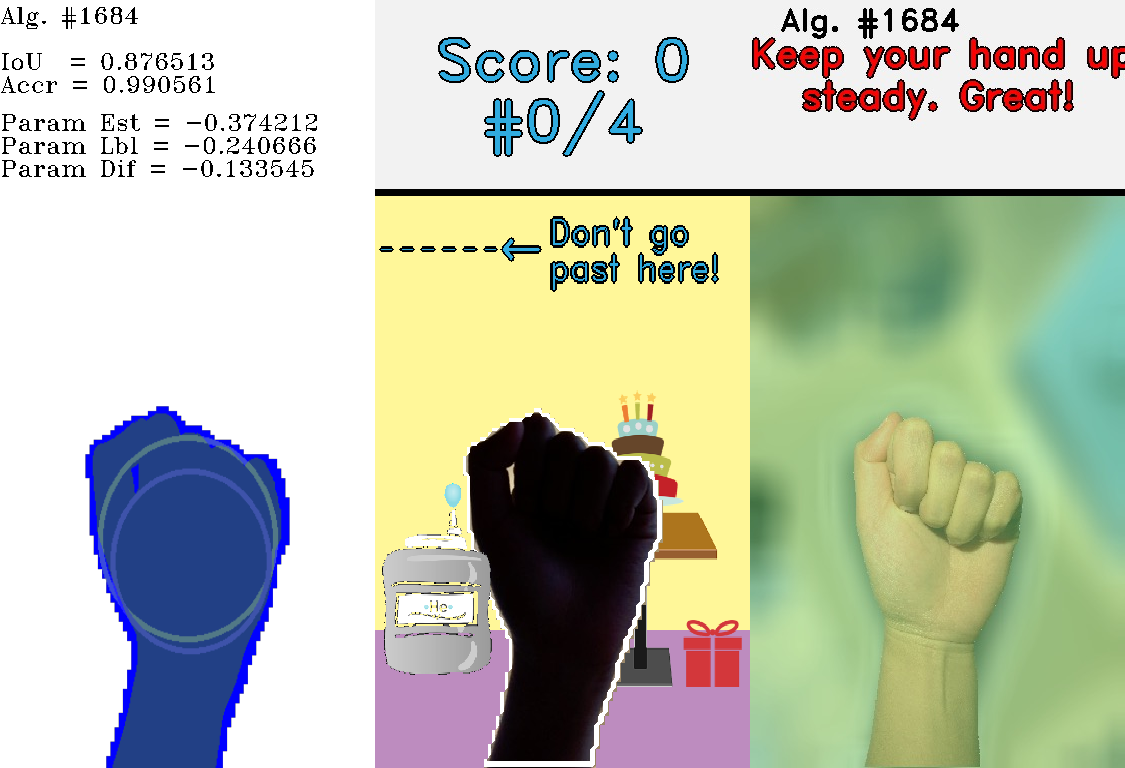 Alg. #1684
IoU = 0.876513
Accr = 0.990561
Param Est = −0.374212
Param Lbl = −0.240666
Param Dif = −0.133545
Score: 0
#0/4
Alg. #1684
Keep your hand up
steady. Great!
Don't go
past here!